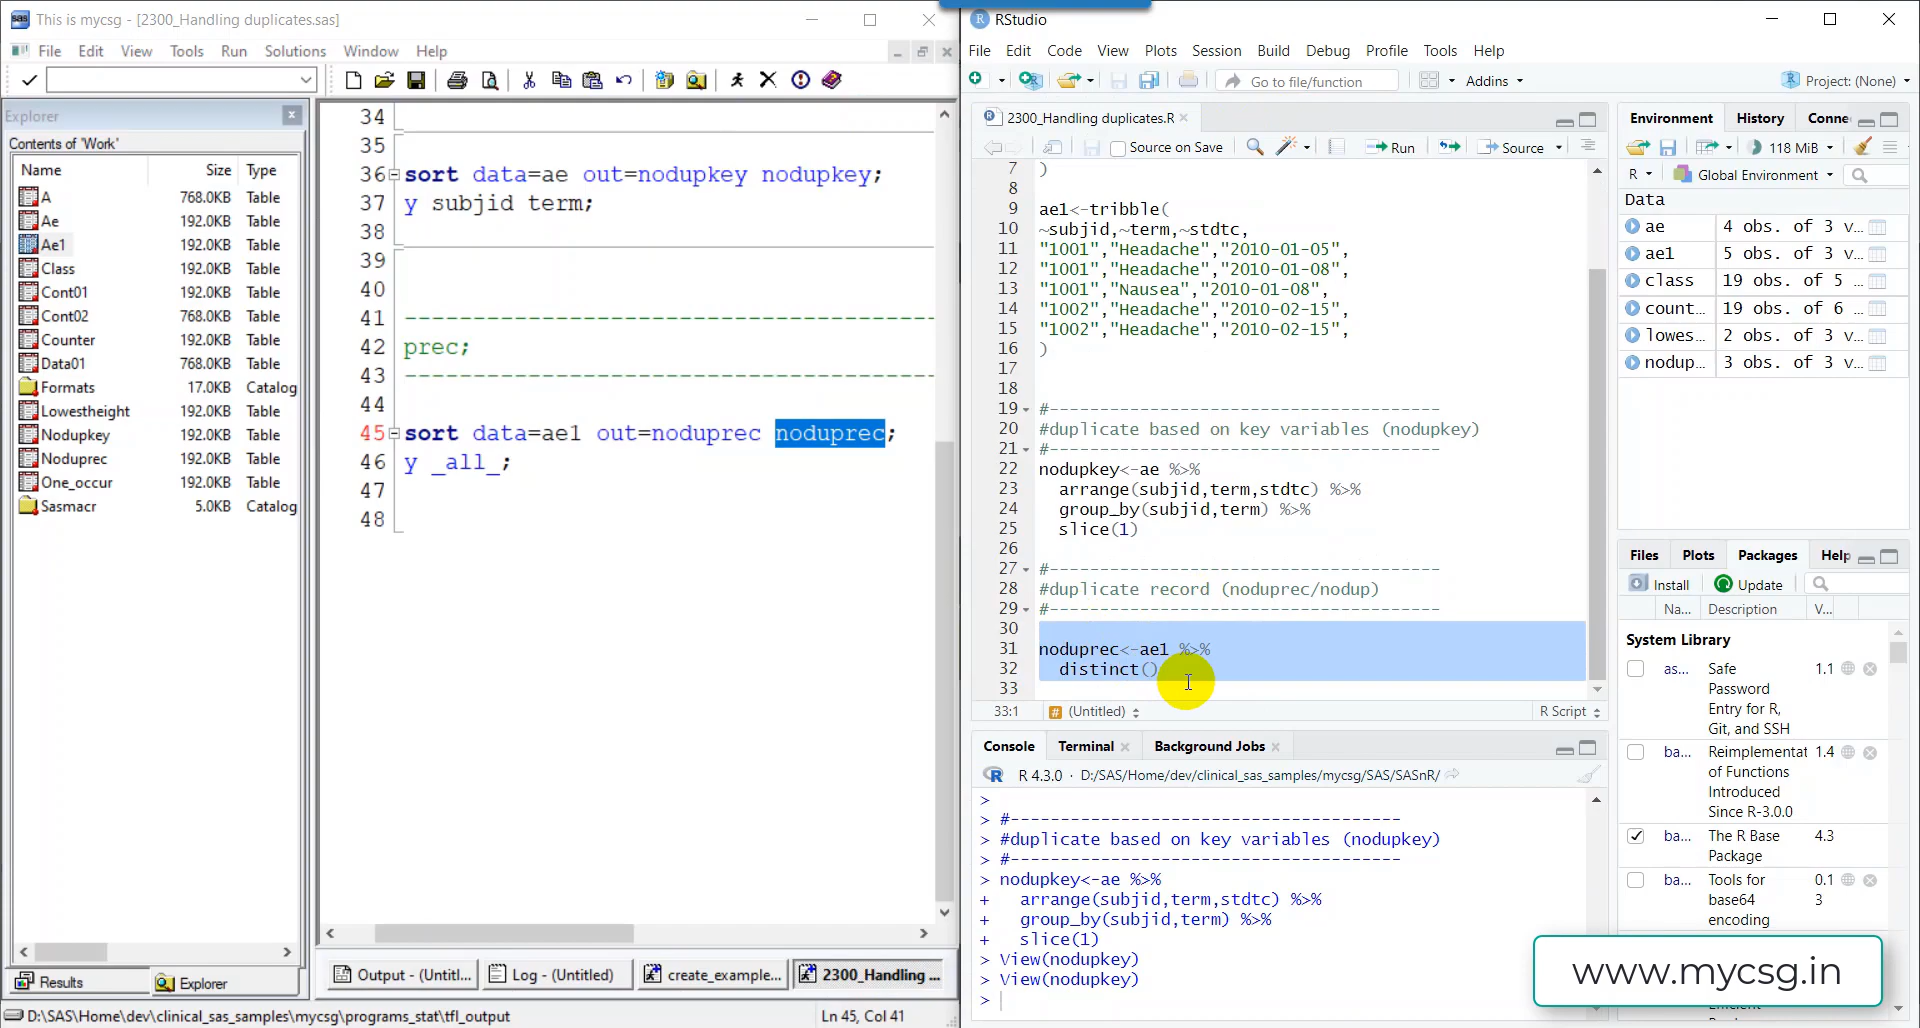 This is mycsg - [2300_Handling duplicates.sas]
File Edit View Tools Run Solutions Window Help
Explorer
Contents of 'Work'
Name Size Type
A 768.0KB Table
Ae 192.0KB Table
Ae1 192.0KB Table
Class 192.0KB Table
Cont01 192.0KB Table
Cont02 768.0KB Table
Counter 192.0KB Table
Data01 768.0KB Table
Formats 17.0KB Catalog
Lowestheight 192.0KB Table
Nodupkey 192.0KB Table
Noduprec 192.0KB Table
One_occur 192.0KB Table
Sasmacr 5.0KB Catalog
Results
Explorer
34
35
36 sort data=ae out=nodupkey nodupkey;
37 y subjid term;
38
39
40
41 ------------------------------------
42 prec;
43 ------------------------------------
44
45 sort data=ae1 out=noduprec noduprec;
46 y _all_;
47
48
Output - (Untitl...
Log - (Untitled)
create_example...
2300_Handling ...
D:\SAS\Home\dev\clinical_sas_samples\mycsg\programs_stat\tfl_output
Ln 45, Col 41
RStudio
File Edit Code View Plots Session Build Debug Profile Tools Help
Go to file/function
Addins
Project: (None)
2300_Handling duplicates.R
Source on Save
Run
Source
7 )
8
9 ae1<-tribble(
10 ~subjid,~term,~stdtc,
11 "1001","Headache","2010-01-05",
12 "1001","Headache","2010-01-08",
13 "1001","Nausea","2010-01-08",
14 "1002","Headache","2010-02-15",
15 "1002","Headache","2010-02-15",
16 )
17
18
19 #---------------------------------------
20 #duplicate based on key variables (nodupkey)
21 #---------------------------------------
22 nodupkey<-ae %>%
23 arrange(subjid,term,stdtc) %>%
24 group_by(subjid,term) %>%
25 slice(1)
26
27 #---------------------------------------
28 #duplicate record (noduprec/nodup)
29 #---------------------------------------
30
31 noduprec<-ae1 %>%
32 distinct()
33
33:1 # (Untitled) R Script
Console Terminal Background Jobs
R 4.3.0 · D:/SAS/Home/dev/clinical_sas_samples/mycsg/SAS/SASnR/
>
> #---------------------------------------
> #duplicate based on key variables (nodupkey)
> #---------------------------------------
> nodupkey<-ae %>%
+ arrange(subjid,term,stdtc) %>%
+ group_by(subjid,term) %>%
+ slice(1)
> View(nodupkey)
> View(nodupkey)
>
Environment History Conne
118 MiB
R Global Environment
Data
ae 4 obs. of 3 v...
ae1 5 obs. of 3 v...
class 19 obs. of 5 ...
count... 19 obs. of 6 ...
lowes... 2 obs. of 3 v...
nodup... 3 obs. of 3 v...
Files Plots Packages Help
Install Update
Na... Description V...
System Library
as... Safe Password Entry for R, Git, and SSH 1.1
ba... Reimplementat of Functions Introduced Since R-3.0.0 1.4
ba... The R Base Package 4.3
ba... Tools for base64 encoding 0.1 3
www.mycsg.in